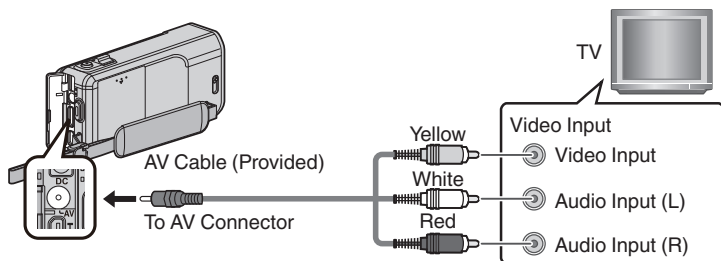 TV
Yellow
Video Input
Video Input
AV Cable (Provided)
White
Audio Input (L)
DC
AV
To AV Connector
Red
Audio Input (R)